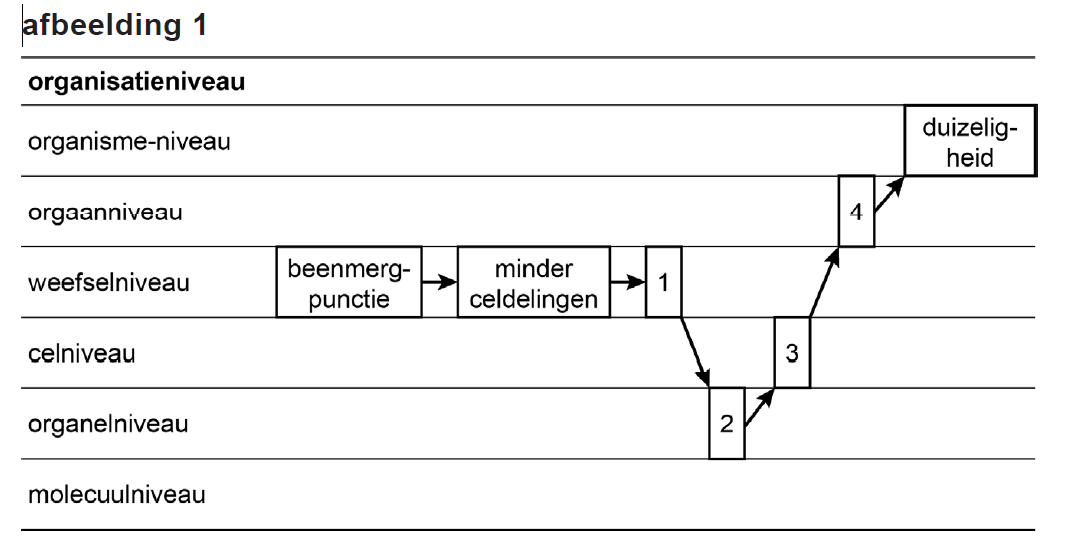 afbeelding 1
organisatieniveau
organisme-niveau
duizelig-
heid
orgaanniveau
4
weefselniveau
beenmerg-
punctie
minder
celdelingen
1
celniveau
3
organelniveau
2
molecuulniveau